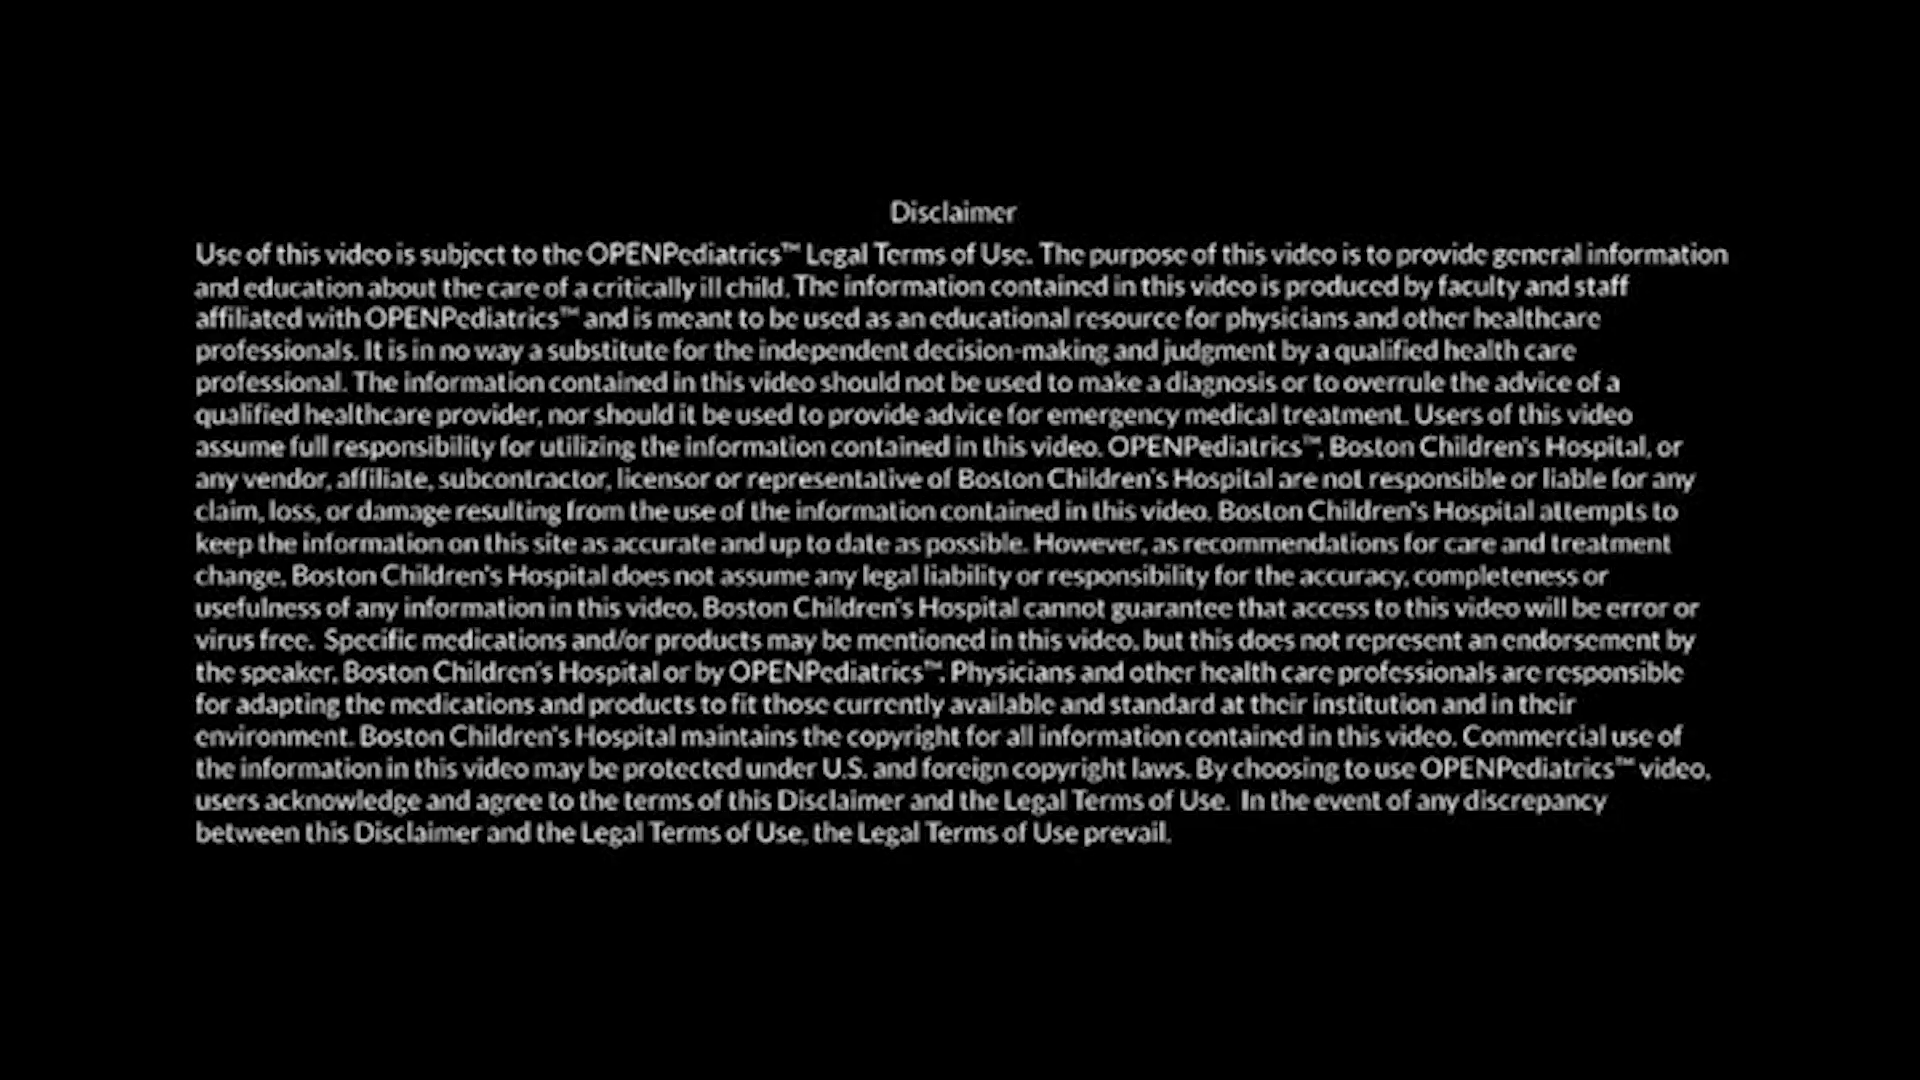 Disclaimer
Use of this video is subject to the OPENPediatrics™ Legal Terms of Use. The purpose of this video is to provide general information
and education about the care of a critically ill child. The information contained in this video is produced by faculty and staff
affiliated with OPENPediatrics™ and is meant to be used as an educational resource for physicians and other healthcare
professionals. It is in no way a substitute for the independent decision-making and judgment by a qualified health care
professional. The information contained in this video should not be used to make a diagnosis or to overrule the advice of a
qualified healthcare provider, nor should it be used to provide advice for emergency medical treatment. Users of this video
assume full responsibility for utilizing the information contained in this video. OPENPediatrics™, Boston Children's Hospital, or
any vendor, affiliate, subcontractor, licensor or representative of Boston Children's Hospital are not responsible or liable for any
claim, loss, or damage resulting from the use of the information contained in this video. Boston Children's Hospital attempts to
keep the information on this site as accurate and up to date as possible. However, as recommendations for care and treatment
change, Boston Children's Hospital does not assume any legal liability or responsibility for the accuracy, completeness or
usefulness of any information in this video. Boston Children's Hospital cannot guarantee that access to this video will be error or
virus free.  Specific medications and/or products may be mentioned in this video, but this does not represent an endorsement by
the speaker, Boston Children's Hospital or by OPENPediatrics™. Physicians and other health care professionals are responsible
for adapting the medications and products to fit those currently available and standard at their institution and in their
environment. Boston Children's Hospital maintains the copyright for all information contained in this video. Commercial use of
the information in this video may be protected under U.S. and foreign copyright laws. By choosing to use OPENPediatrics™ video,
users acknowledge and agree to the terms of this Disclaimer and the Legal Terms of Use.  In the event of any discrepancy
between this Disclaimer and the Legal Terms of Use, the Legal Terms of Use prevail.